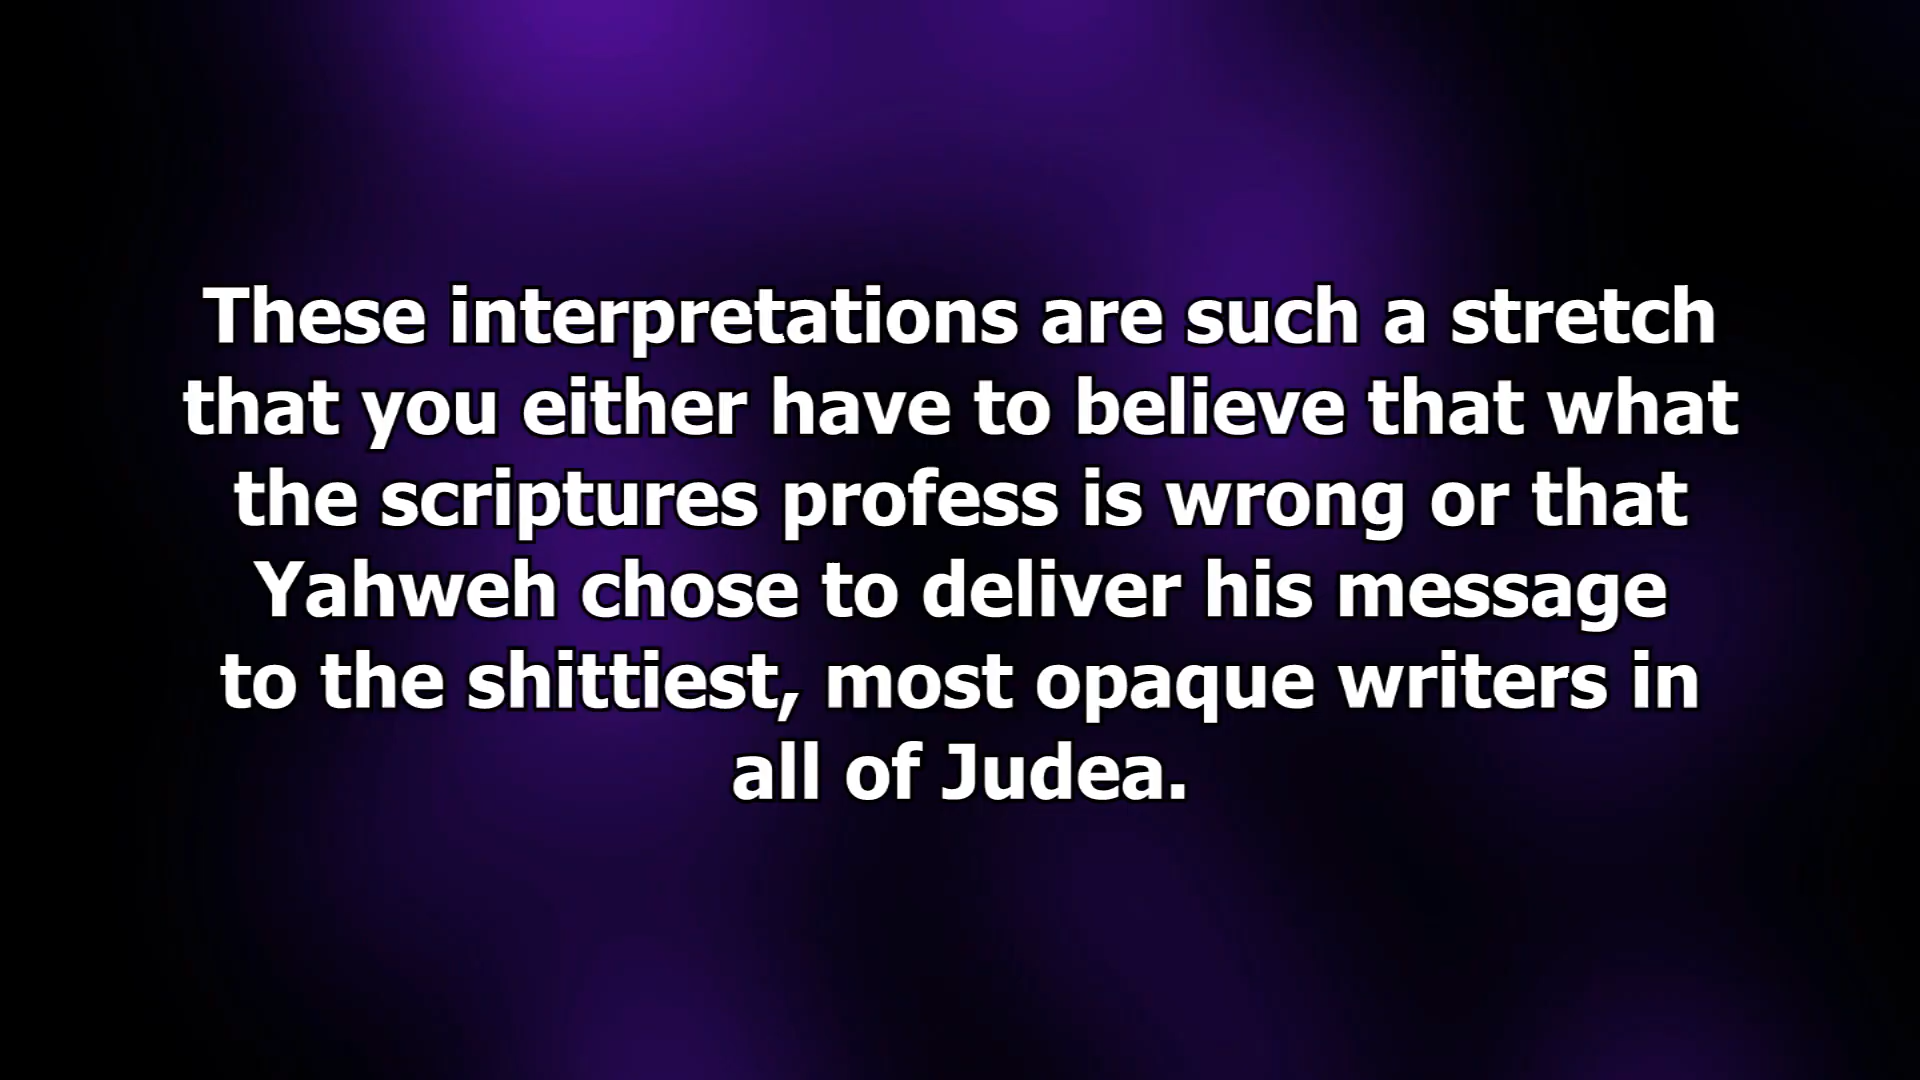 These interpretations are such a stretch
that you either have to believe that what
the scriptures profess is wrong or that
Yahweh chose to deliver his message
to the shittiest, most opaque writers in
all of Judea.